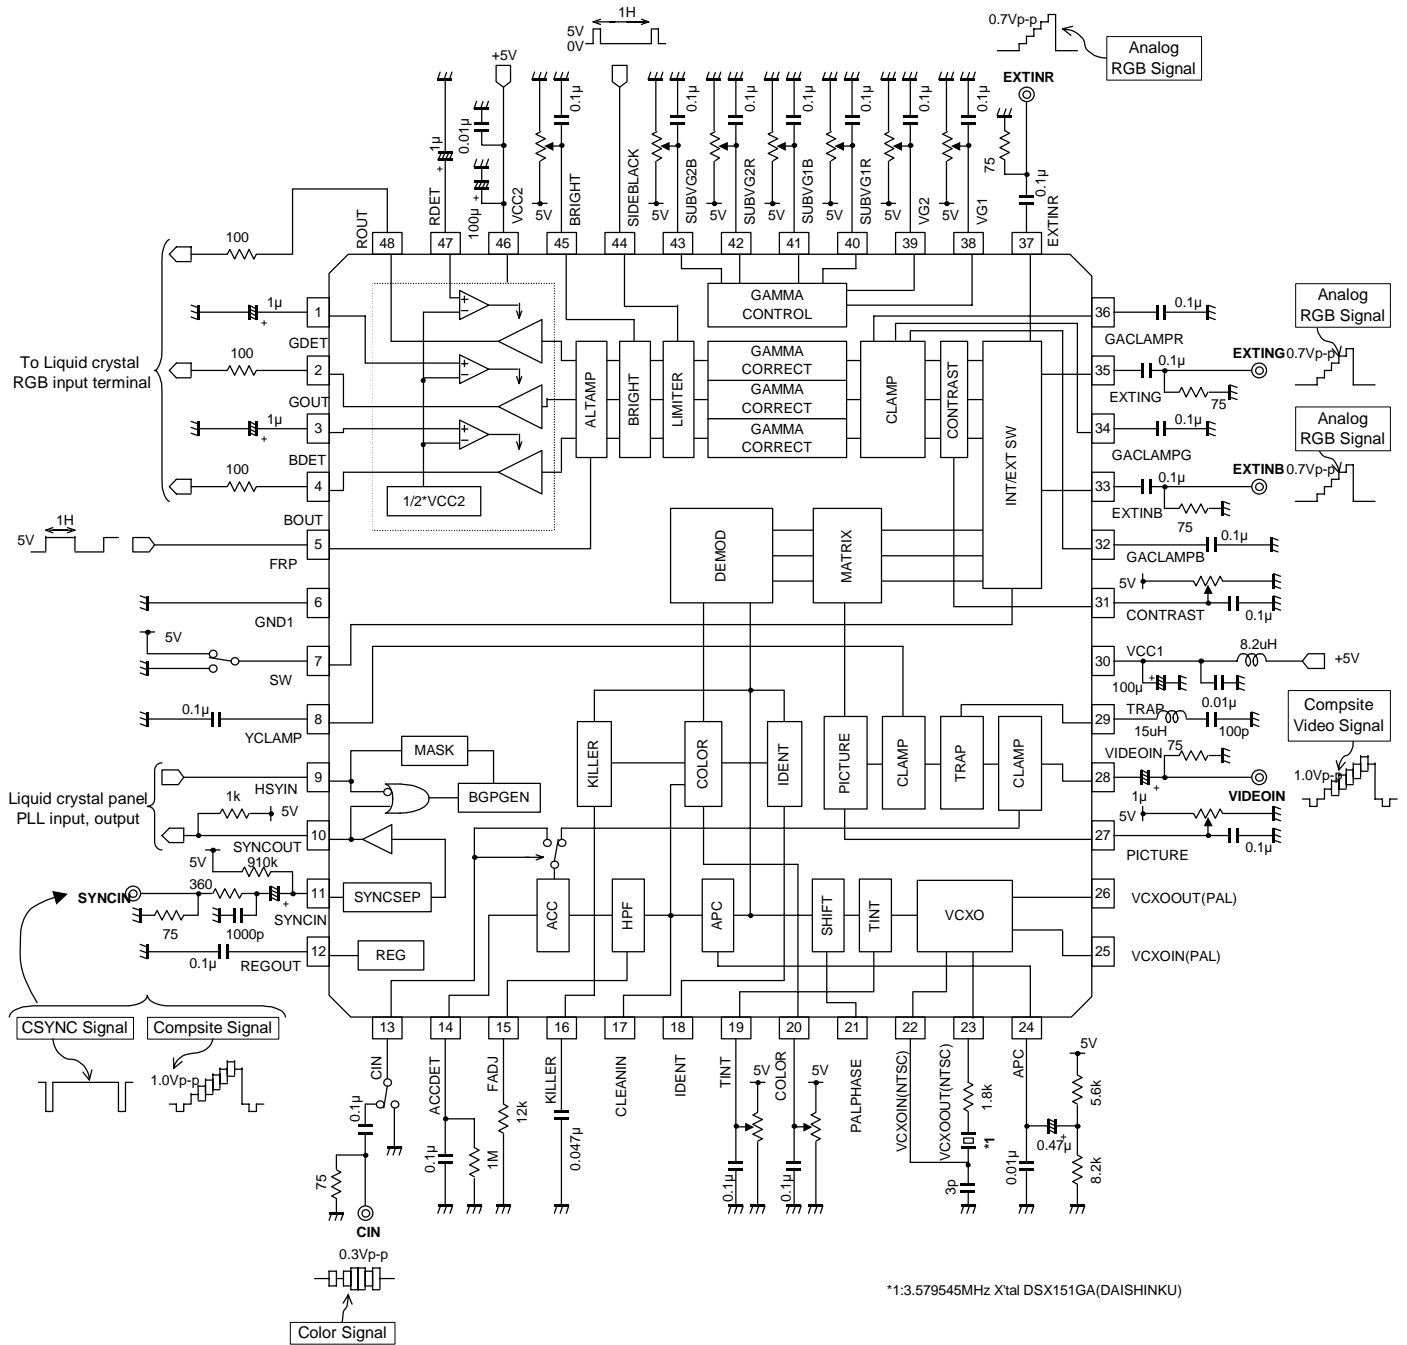 0.7Vp-p
Analog
RGB Signal
EXTINR
1H
5V
0V
+5V
1µ
0.01µ
100µ
0.1µ
0.1µ
0.1µ
0.1µ
0.1µ
0.1µ
0.1µ
75
0.1µ
5V
5V
5V
5V
5V
5V
5V
ROUT
RDET
VCC2
BRIGHT
SIDEBLACK
SUBVG2B
SUBVG2R
SUBVG1B
SUBVG1R
VG2
VG1
EXTINR
48
47
46
45
44
43
42
41
40
39
38
37
To Liquid crystal
RGB input terminal
100
1µ
+
1
GDET
100
2
GOUT
1µ
+
3
BDET
100
4
BOUT
1H
5V
5
FRP
6
GND1
5V
7
SW
0.1µ
8
YCLAMP
Liquid crystal panel
PLL input, output
9
HSYIN
1k
5V
10
SYNCOUT
5V
910k
SYNCIN
360
75
1000p
+
11
SYNCIN
0.1µ
12
REGOUT
CSYNC Signal
Compsite Signal
1.0Vp-p
GAMMA
CONTROL
GAMMA
CORRECT
GAMMA
CORRECT
GAMMA
CORRECT
ALTAMP
BRIGHT
LIMITER
CLAMP
CONTRAST
INT/EXT SW
1/2*VCC2
DEMOD
MATRIX
KILLER
COLOR
IDENT
PICTURE
CLAMP
TRAP
CLAMP
MASK
BGPGEN
SYNCSEP
REG
ACC
HPF
APC
SHIFT
TINT
VCXO
36
0.1µ
GACLAMPR
35
0.1µ
EXTING
75
EXTING
0.7Vp-p
Analog
RGB Signal
34
0.1µ
GACLAMPG
33
0.1µ
EXTINB
75
EXTINB
0.7Vp-p
Analog
RGB Signal
32
0.1µ
GACLAMPB
5V
31
CONTRAST
0.1µ
30
VCC1
8.2uH
+5V
100µ
+
0.01µ
29
TRAP
15uH
100p
Compsite
Video Signal
28
VIDEOIN
75
+
1µ
VIDEOIN
1.0Vp-p
5V
27
PICTURE
0.1µ
26
VCXOOUT(PAL)
25
VCXOIN(PAL)
13
14
15
16
17
18
19
20
21
22
23
24
CIN
ACCDET
FADJ
KILLER
CLEANIN
IDENT
TINT
COLOR
PALPHASE
VCXOIN(NTSC)
VCXOOUT(NTSC)
APC
0.1µ
75
CIN
0.3Vp-p
Color Signal
0.1µ
1M
12k
0.047µ
5V
0.1µ
5V
0.1µ
1.8k
*1
3p
5V
5.6k
0.47µ
+
0.01µ
8.2k
*1:3.579545MHz X'tal DSX151GA(DAISHINKU)